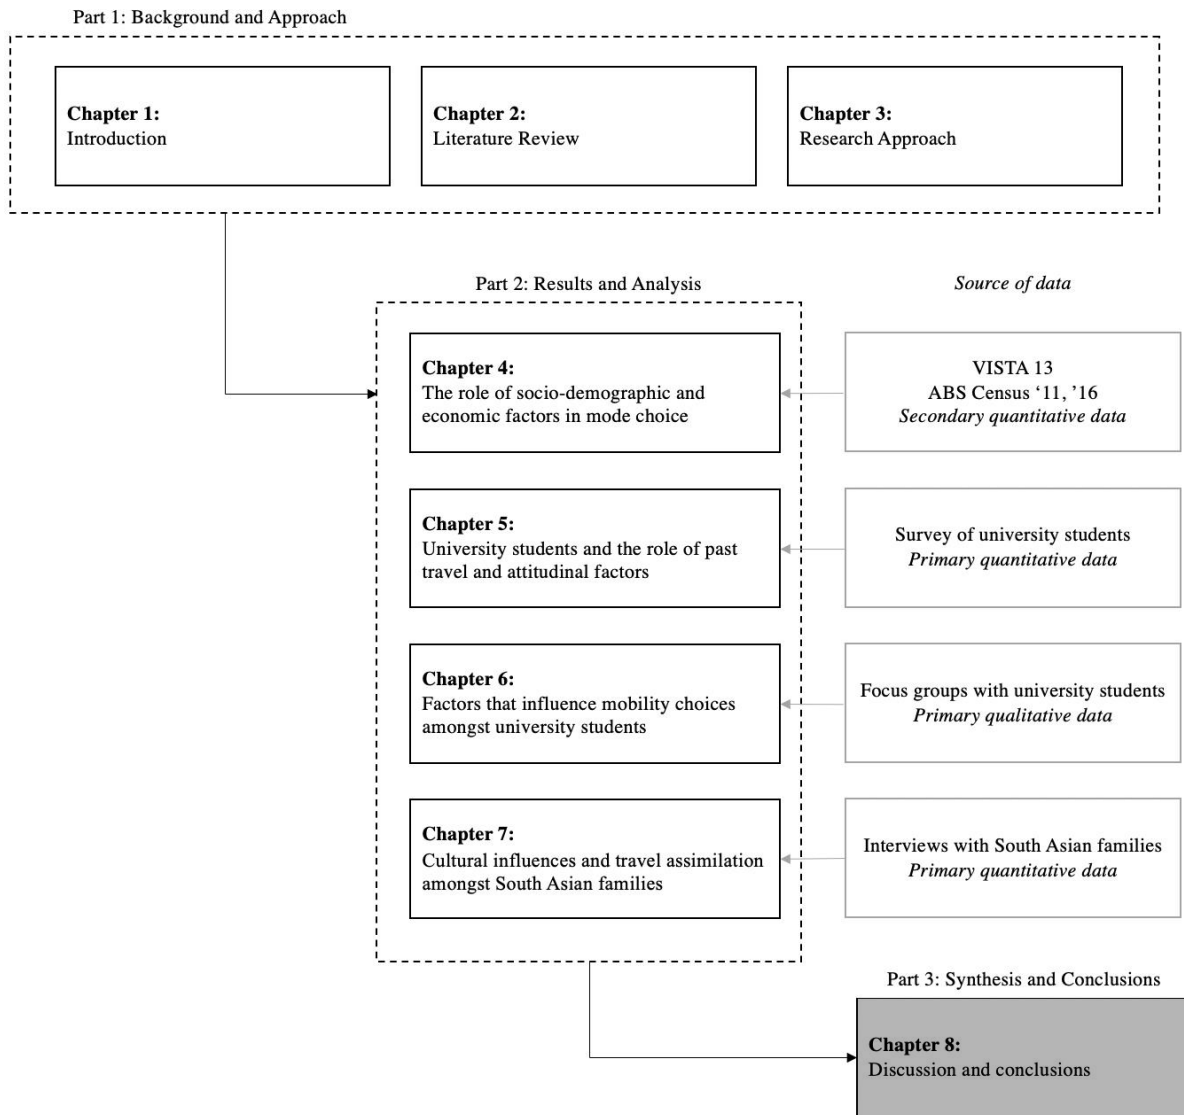 Part 1: Background and Approach
Chapter 1:
Introduction
Chapter 2:
Literature Review
Chapter 3:
Research Approach
Part 2: Results and Analysis
Source of data
Chapter 4:
The role of socio-demographic and
economic factors in mode choice
VISTA 13
ABS Census ‘11, ’16
Secondary quantitative data
Chapter 5:
University students and the role of past
travel and attitudinal factors
Survey of university students
Primary quantitative data
Chapter 6:
Factors that influence mobility choices
amongst university students
Focus groups with university students
Primary qualitative data
Chapter 7:
Cultural influences and travel assimilation
amongst South Asian families
Interviews with South Asian families
Primary quantitative data
Part 3: Synthesis and Conclusions
Chapter 8:
Discussion and conclusions